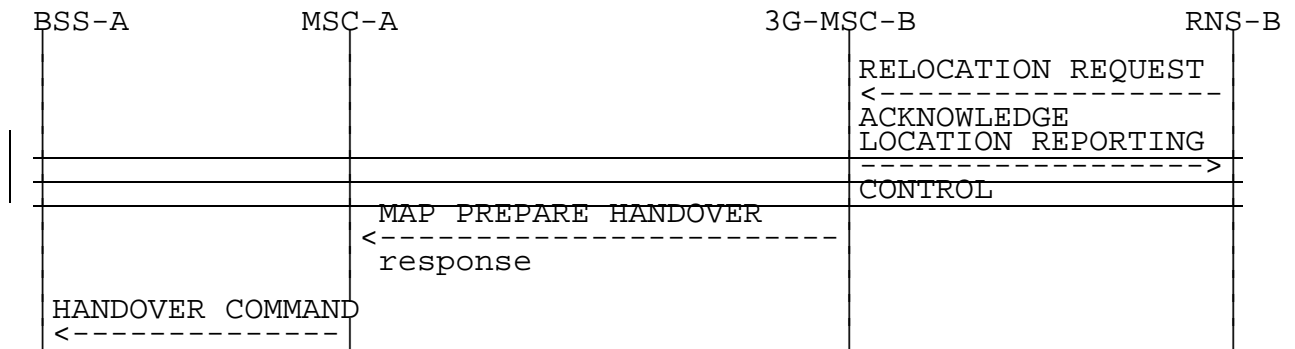 BSS-A MSC-A 3G-MSC-B RNS-B
RELOCATION REQUEST
<------------------
ACKNOWLEDGE
LOCATION REPORTING
------------------>
CONTROL
MAP PREPARE HANDOVER
<------------------------
response
HANDOVER COMMAND
<--------------